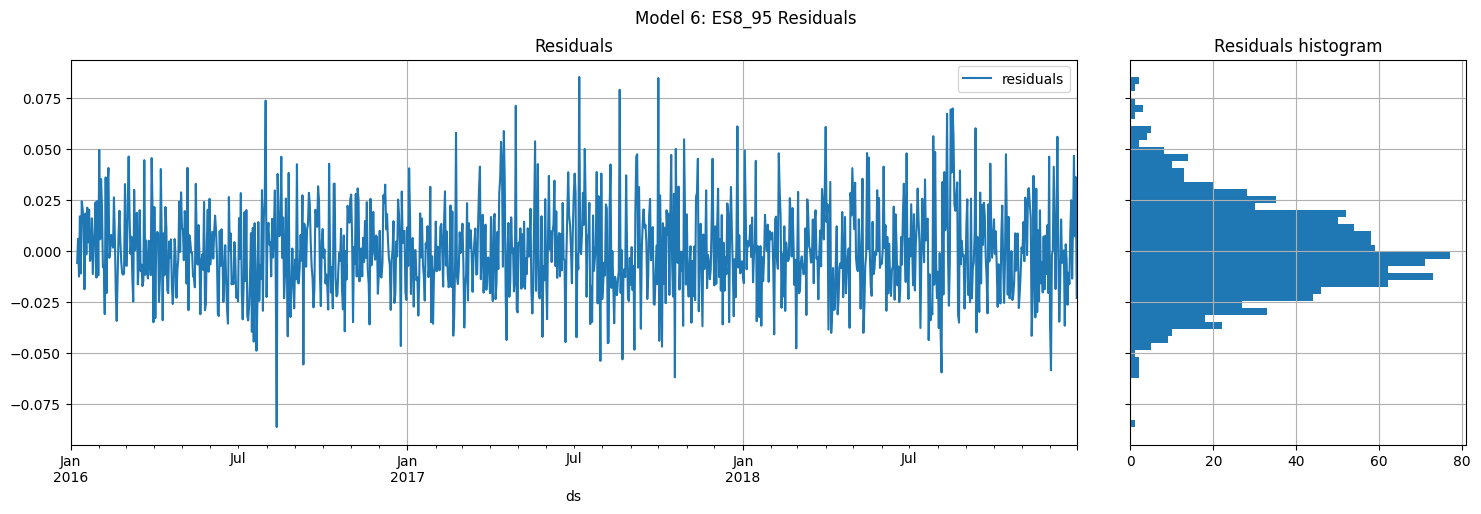 Model 6: ES8_95 Residuals
Residuals
Residuals histogram
residuals
0.075
0.050
0.025
0.000
−0.025
−0.050
−0.075
Jan
2016
Jul
Jan
2017
Jul
Jan
2018
Jul
ds
0 20 40 60 80